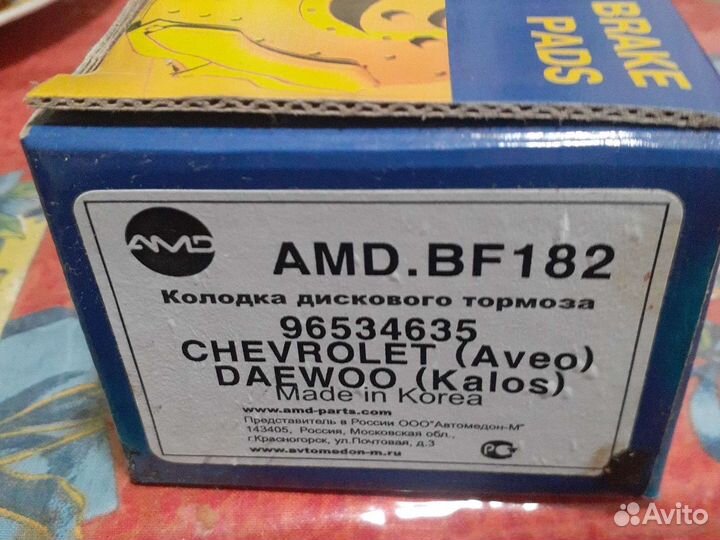 BRAKE
PADS
AMD
AMD.BF182
Колодка дискового тормоза
96534635
CHEVROLET (Aveo)
DAEWOO (Kalos)
Made in Korea
www.amd-parts.com
Представитель в России ООО"Автомедон-М"
143405, Россия, Московская обл.,
г.Красногорск, ул.Почтовая, д.3
www.avtomedon-m.ru
Avito